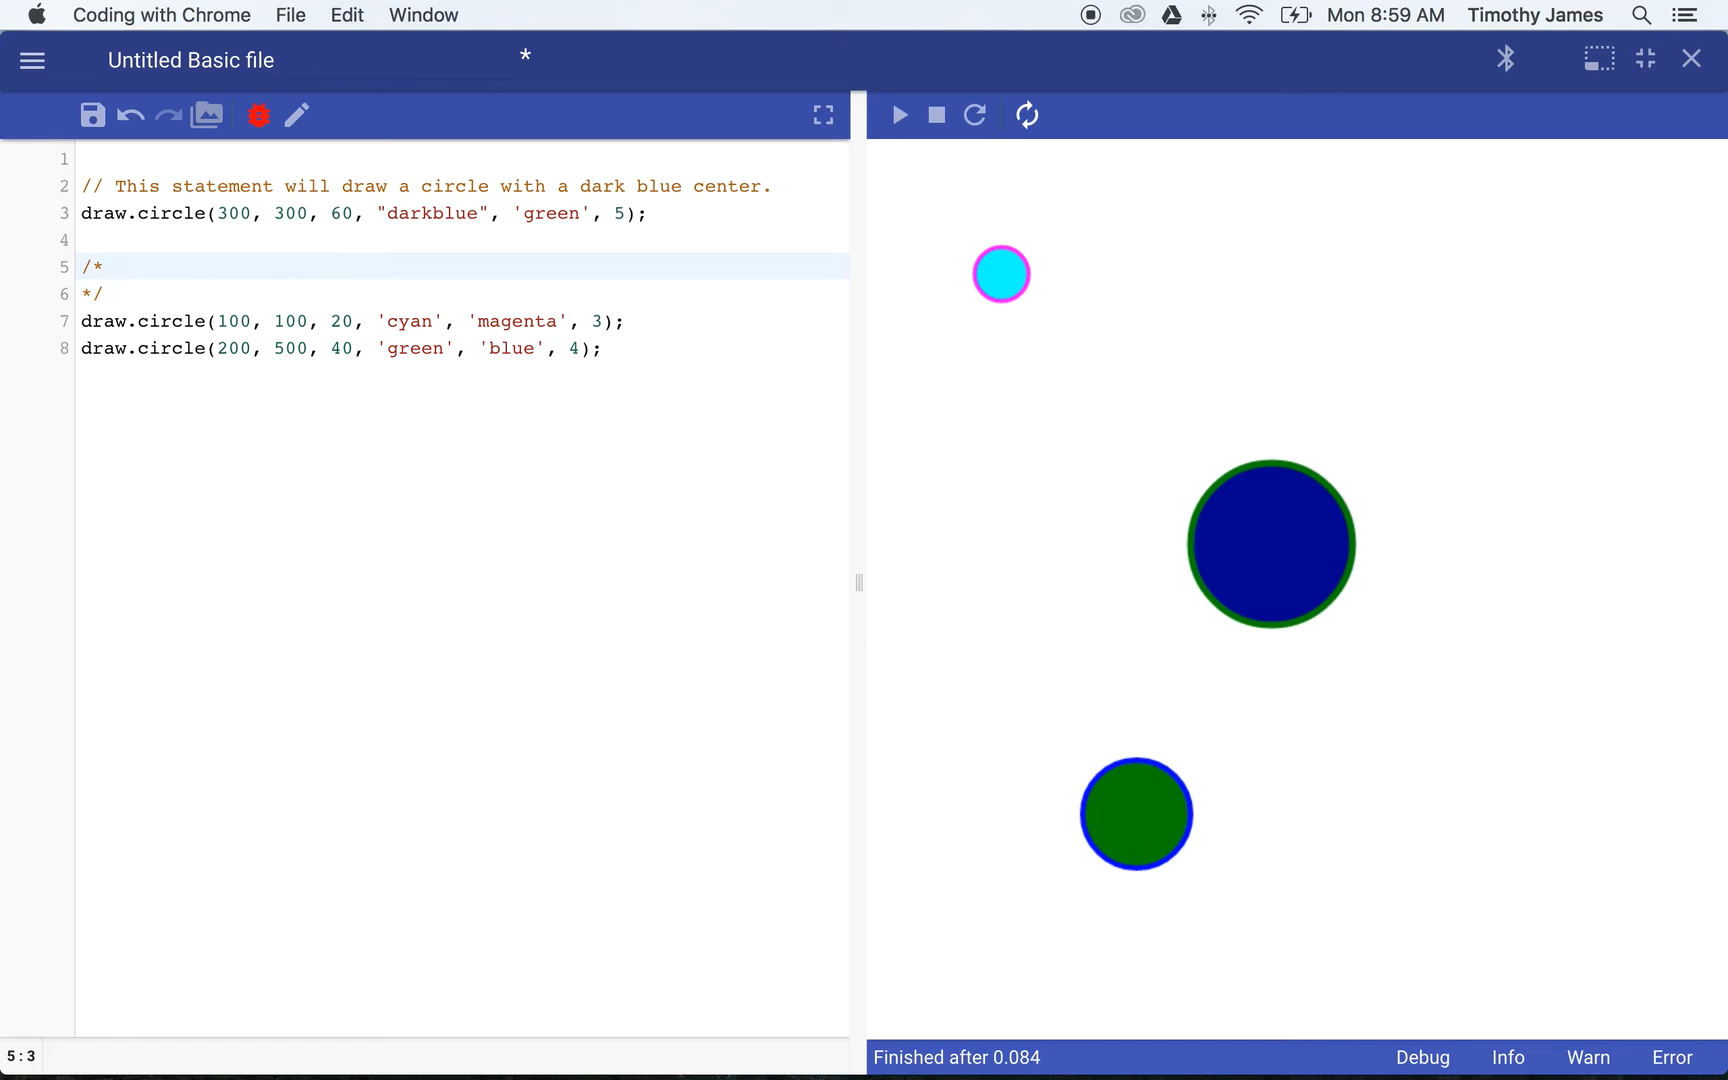 Coding with Chrome File Edit Window Mon 8:59 AM Timothy James
Untitled Basic file *
1
2 // This statement will draw a circle with a dark blue center.
3 draw.circle(300, 300, 60, "darkblue", 'green', 5);
4
5 /*
6 */
7 draw.circle(100, 100, 20, 'cyan', 'magenta', 3);
8 draw.circle(200, 500, 40, 'green', 'blue', 4);
5:3
Finished after 0.084 Debug Info Warn Error